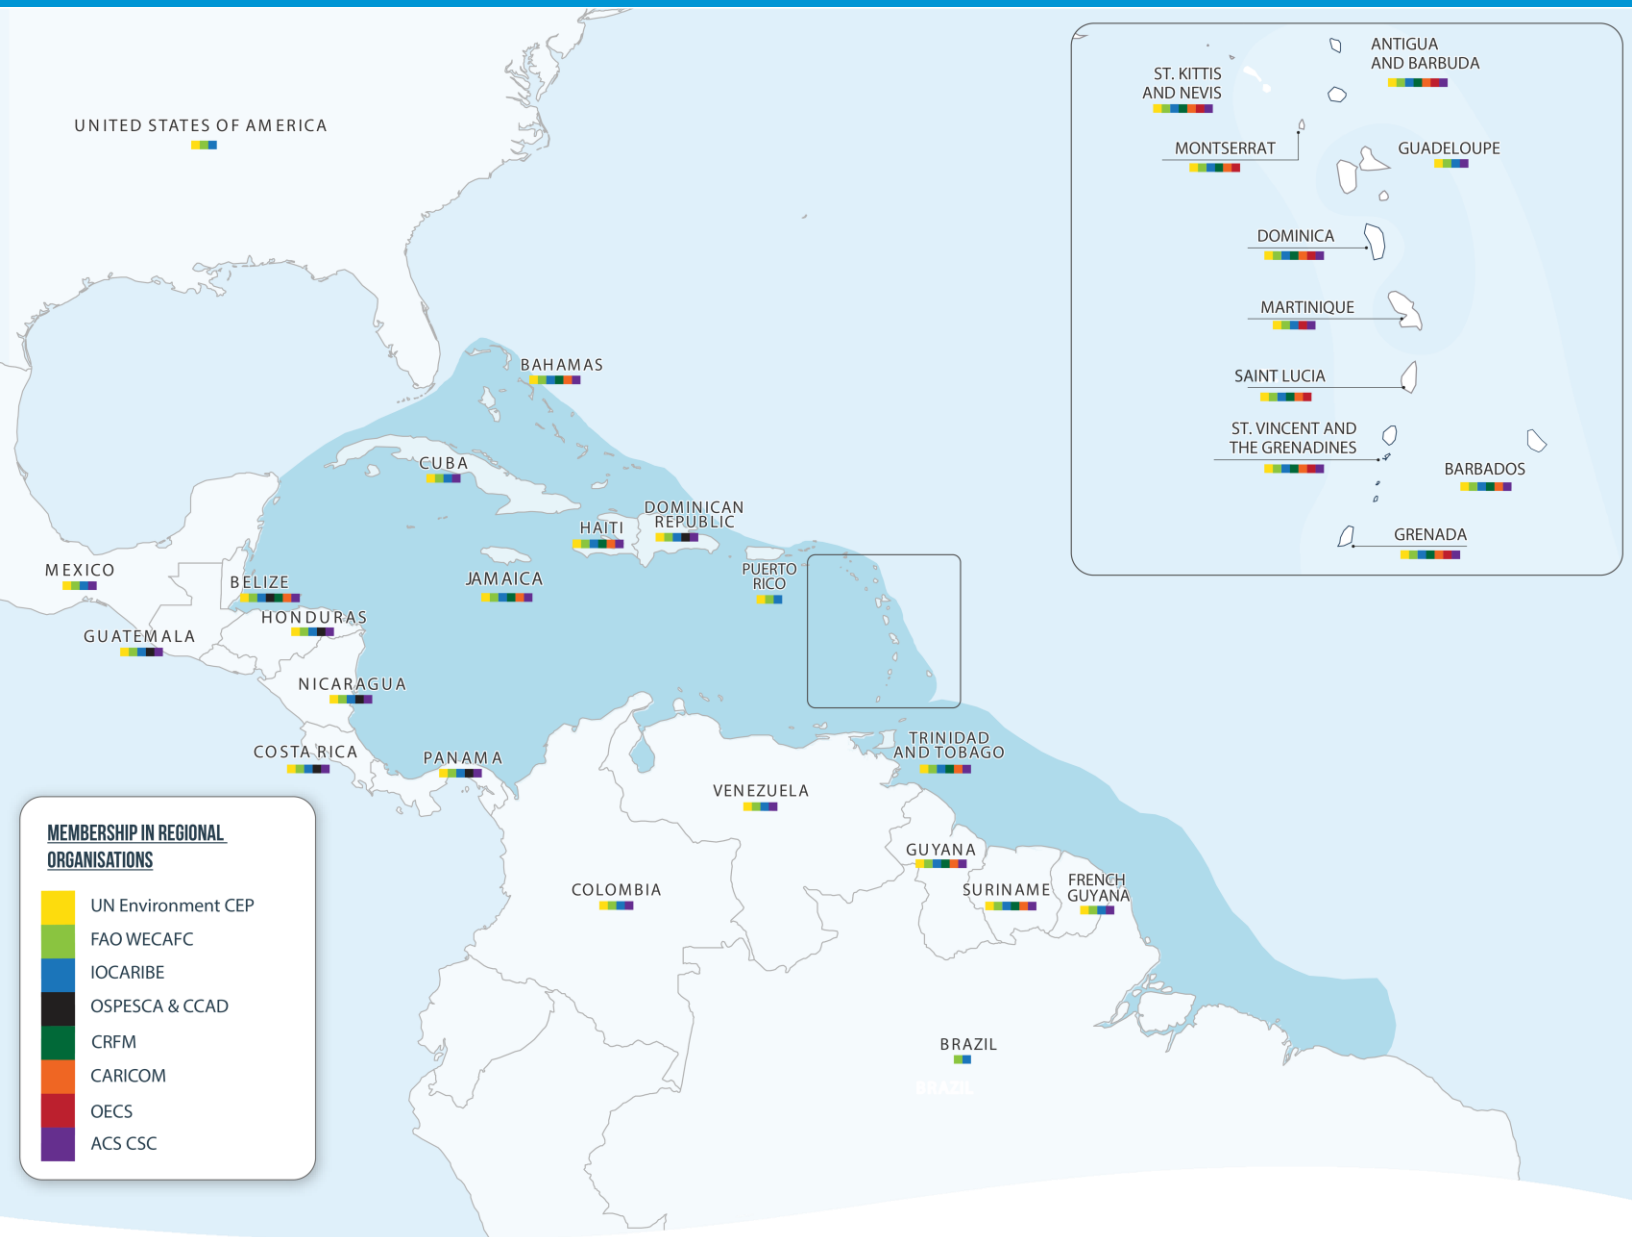 UNITED STATES OF AMERICA
BAHAMAS
CUBA
HAITI
DOMINICAN
REPUBLIC
JAMAICA
PUERTO
RICO
MEXICO
BELIZE
HONDURAS
GUATEMALA
NICARAGUA
COSTA RICA
PANAMA
TRINIDAD
AND TOBAGO
VENEZUELA
GUYANA
COLOMBIA
SURINAME
FRENCH
GUYANA
BRAZIL
BRAZIL
ST. KITTIS
AND NEVIS
ANTIGUA
AND BARBUDA
MONTSERRAT
GUADELOUPE
DOMINICA
MARTINIQUE
SAINT LUCIA
ST. VINCENT AND
THE GRENADINES
BARBADOS
GRENADA
MEMBERSHIP IN REGIONAL
ORGANISATIONS
UN Environment CEP
FAO WECAFC
IOCARIBE
OSPESCA & CCAD
CRFM
CARICOM
OECS
ACS CSC